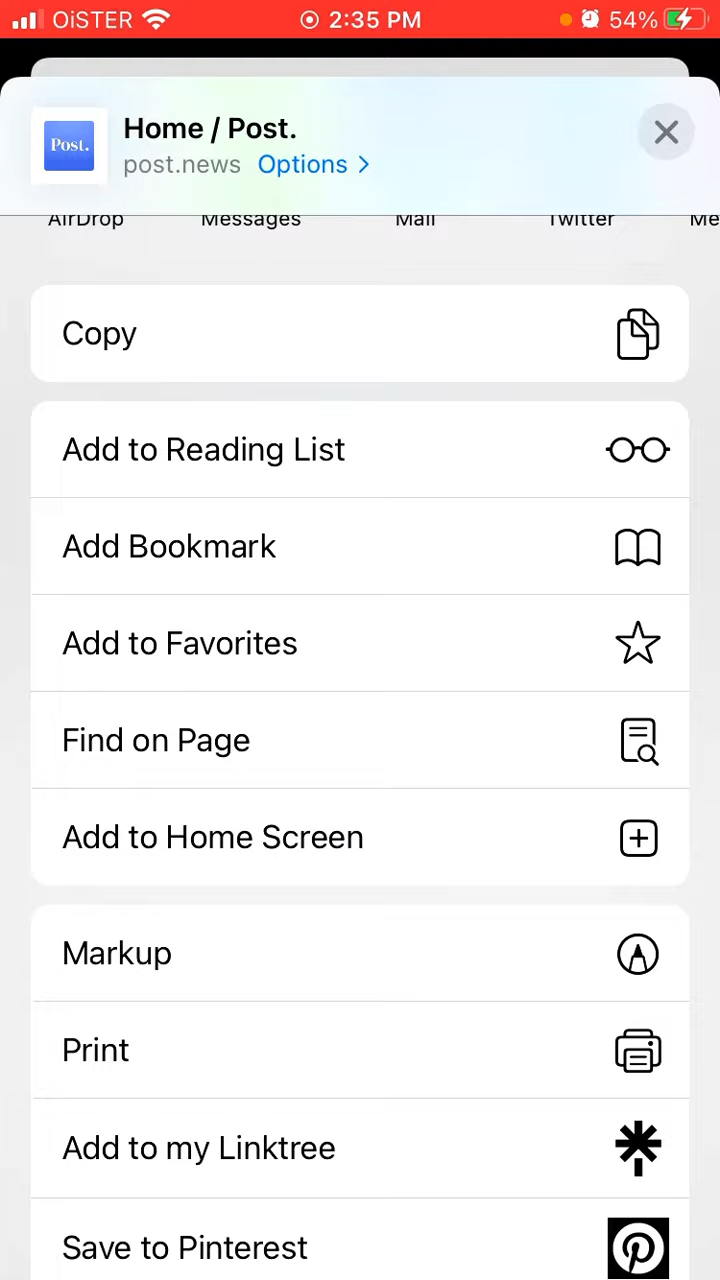 OiSTER
2:35 PM
54%
Post.
Home / Post.
post.news Options >
AirDrop Messages Mail Twitter Me
Copy
Add to Reading List
Add Bookmark
Add to Favorites
Find on Page
Add to Home Screen
Markup
Print
Add to my Linktree
Save to Pinterest